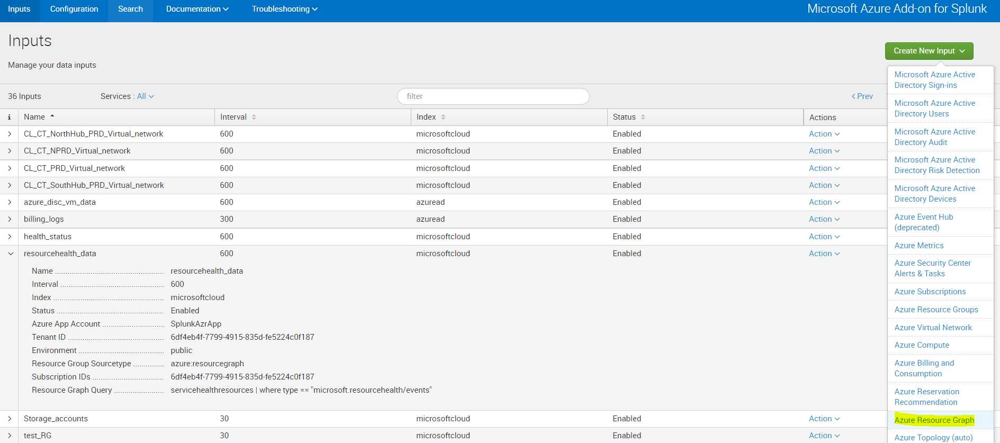 Inputs Configuration Search Documentation Troubleshooting Microsoft Azure Add-on for Splunk
Inputs
Create New Input
Manage your data inputs
36 Inputs Services : All filter < Prev
i Name Interval Index Status Actions
CL_CT_NorthHub_PRD_Virtual_network 600 microsoftcloud Enabled Action
CL_CT_NPRD_Virtual_network 600 microsoftcloud Enabled Action
CL_CT_PRD_Virtual_network 600 microsoftcloud Enabled Action
CL_CT_SouthHub_PRD_Virtual_network 600 microsoftcloud Enabled Action
azure_disc_vm_data 600 azuread Enabled Action
billing_logs 300 azuread Enabled Action
health_status 600 microsoftcloud Enabled Action
resourcehealth_data 600 microsoftcloud Enabled Action
Name resourcehealth_data
Interval 600
Index microsoftcloud
Status Enabled
Azure App Account SplunkAzrApp
Tenant ID 6df4eb4f-7799-4915-835d-fe5224c0f187
Environment public
Resource Group Sourcetype azure:resourcegraph
Subscription IDs 6df4eb4f-7799-4915-835d-fe5224c0f187
Resource Graph Query servicehealthresources | where type == "microsoft.resourcehealth/events"
Storage_accounts 30 microsoftcloud Enabled Action
test_RG 30 microsoftcloud Enabled Action
Microsoft Azure Active
Directory Sign-ins
Microsoft Azure Active
Directory Users
Microsoft Azure Active
Directory Audit
Microsoft Azure Active
Directory Risk Detection
Microsoft Azure Active
Directory Devices
Azure Event Hub
(deprecated)
Azure Metrics
Azure Security Center
Alerts & Tasks
Azure Subscriptions
Azure Resource Groups
Azure Virtual Network
Azure Compute
Azure Billing and
Consumption
Azure Reservation
Recommendation
Azure Resource Graph
Azure Topology (auto)